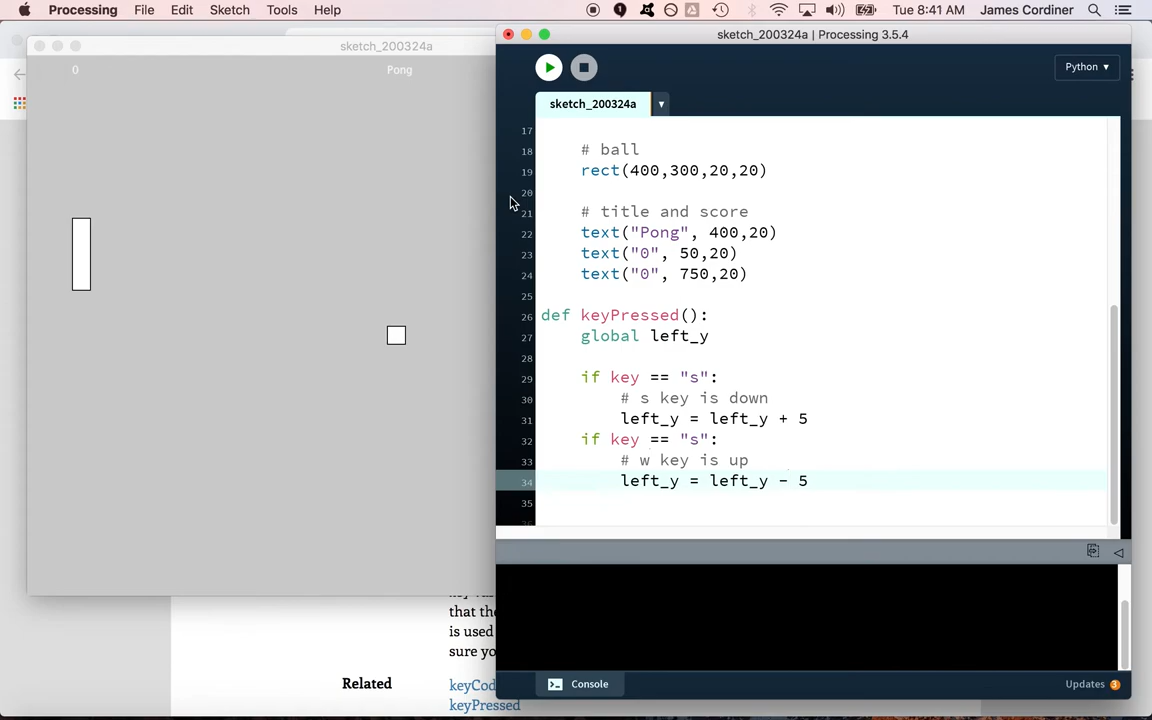 Processing File Edit Sketch Tools Help Tue 8:41 AM James Cordiner
sketch_200324a
0 Pong
sketch_200324a | Processing 3.5.4
Python ▾
sketch_200324a ▾
17
18 # ball
19 rect(400,300,20,20)
20
21 # title and score
22 text("Pong", 400,20)
23 text("0", 50,20)
24 text("0", 750,20)
25
26 def keyPressed():
27 global left_y
28
29 if key == "s":
30 # s key is down
31 left_y = left_y + 5
32 if key == "s":
33 # w key is up
34 left_y = left_y - 5
35
that the
is used
sure yo
Related keyCod
keyPressed
Console Updates 3